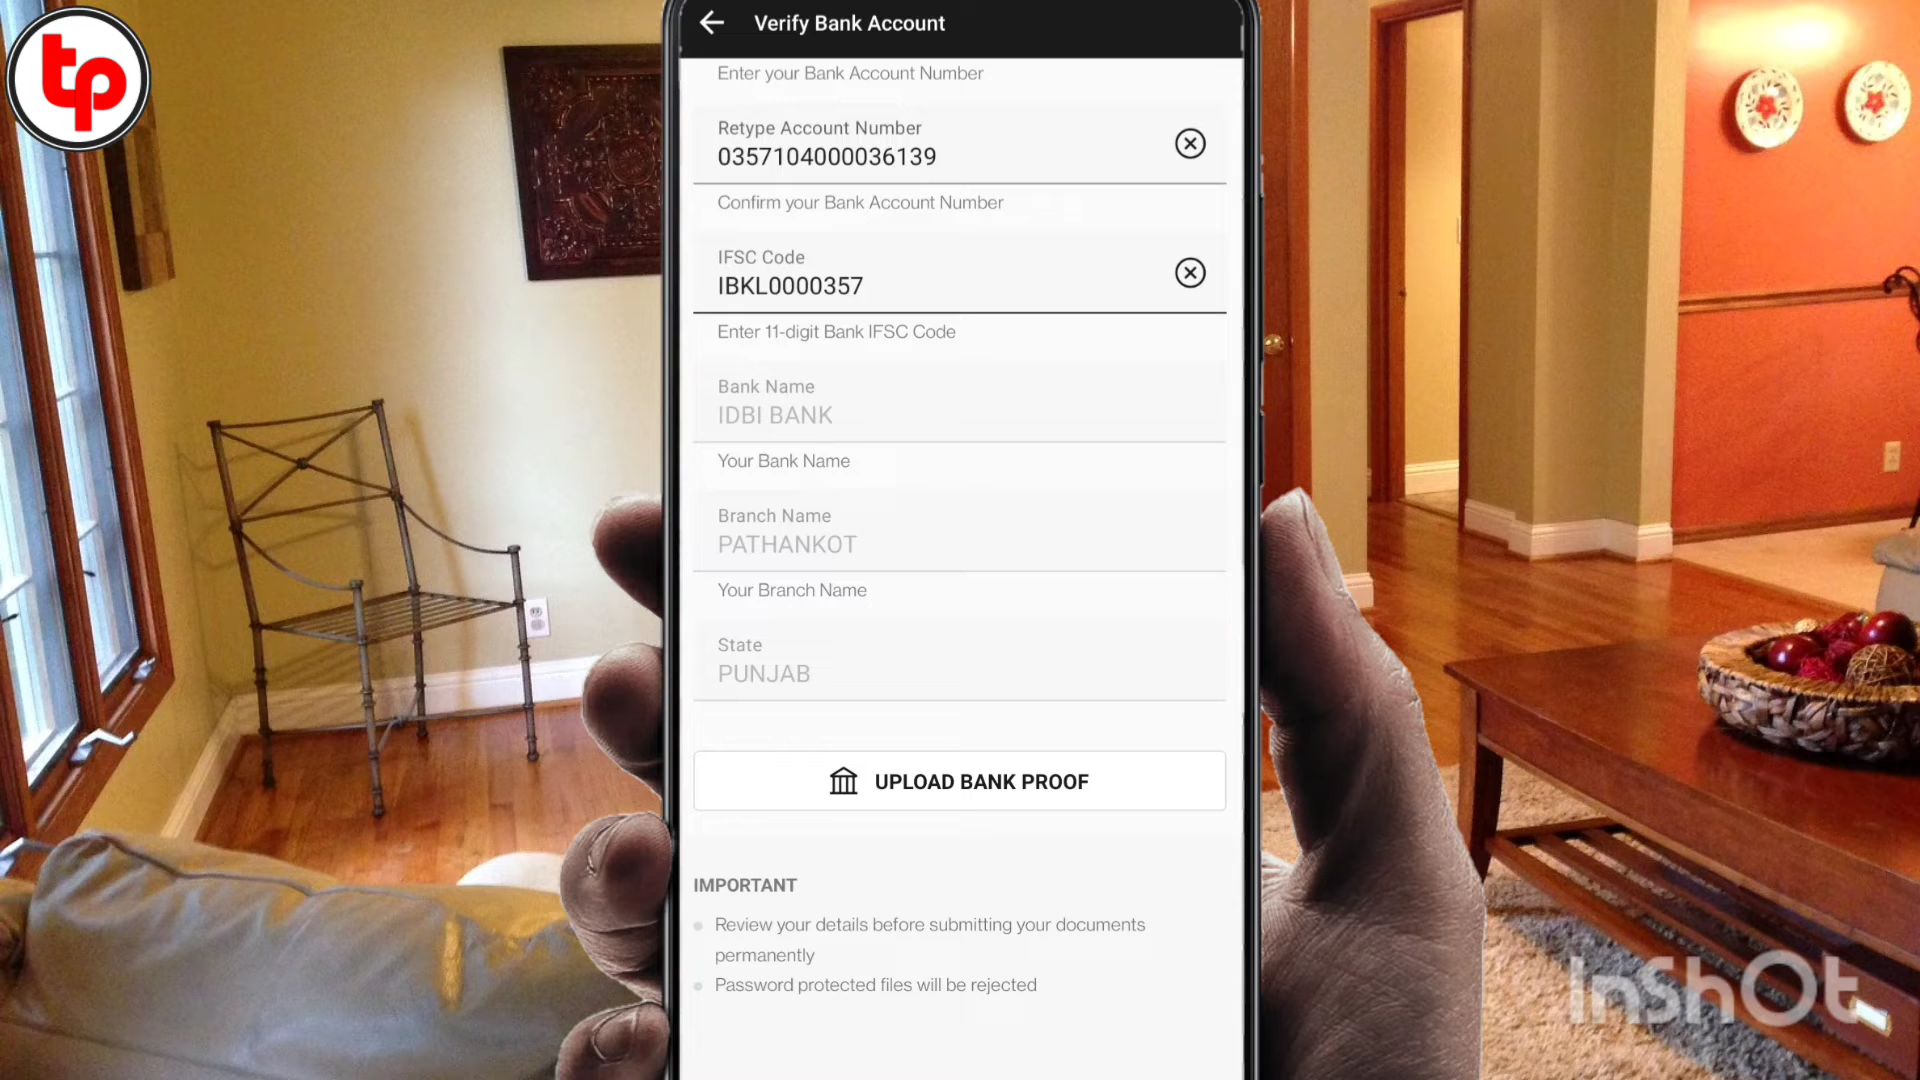 tp
Verify Bank Account
Enter your Bank Account Number
Retype Account Number
0357104000036139
Confirm your Bank Account Number
IFSC Code
IBKL0000357
Enter 11-digit Bank IFSC Code
Bank Name
IDBI BANK
Your Bank Name
Branch Name
PATHANKOT
Your Branch Name
State
PUNJAB
UPLOAD BANK PROOF
IMPORTANT
Review your details before submitting your documents
permanently
Password protected files will be rejected
InShOt